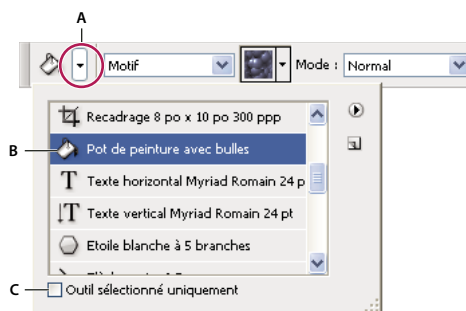 A
Motif
Mode :
Normal
Recadrage 8 po x 10 po 300 ppp
B
Pot de peinture avec bulles
Texte horizontal Myriad Romain 24 p
Texte vertical Myriad Romain 24 pt
Etoile blanche à 5 branches
C
Outil sélectionné uniquement